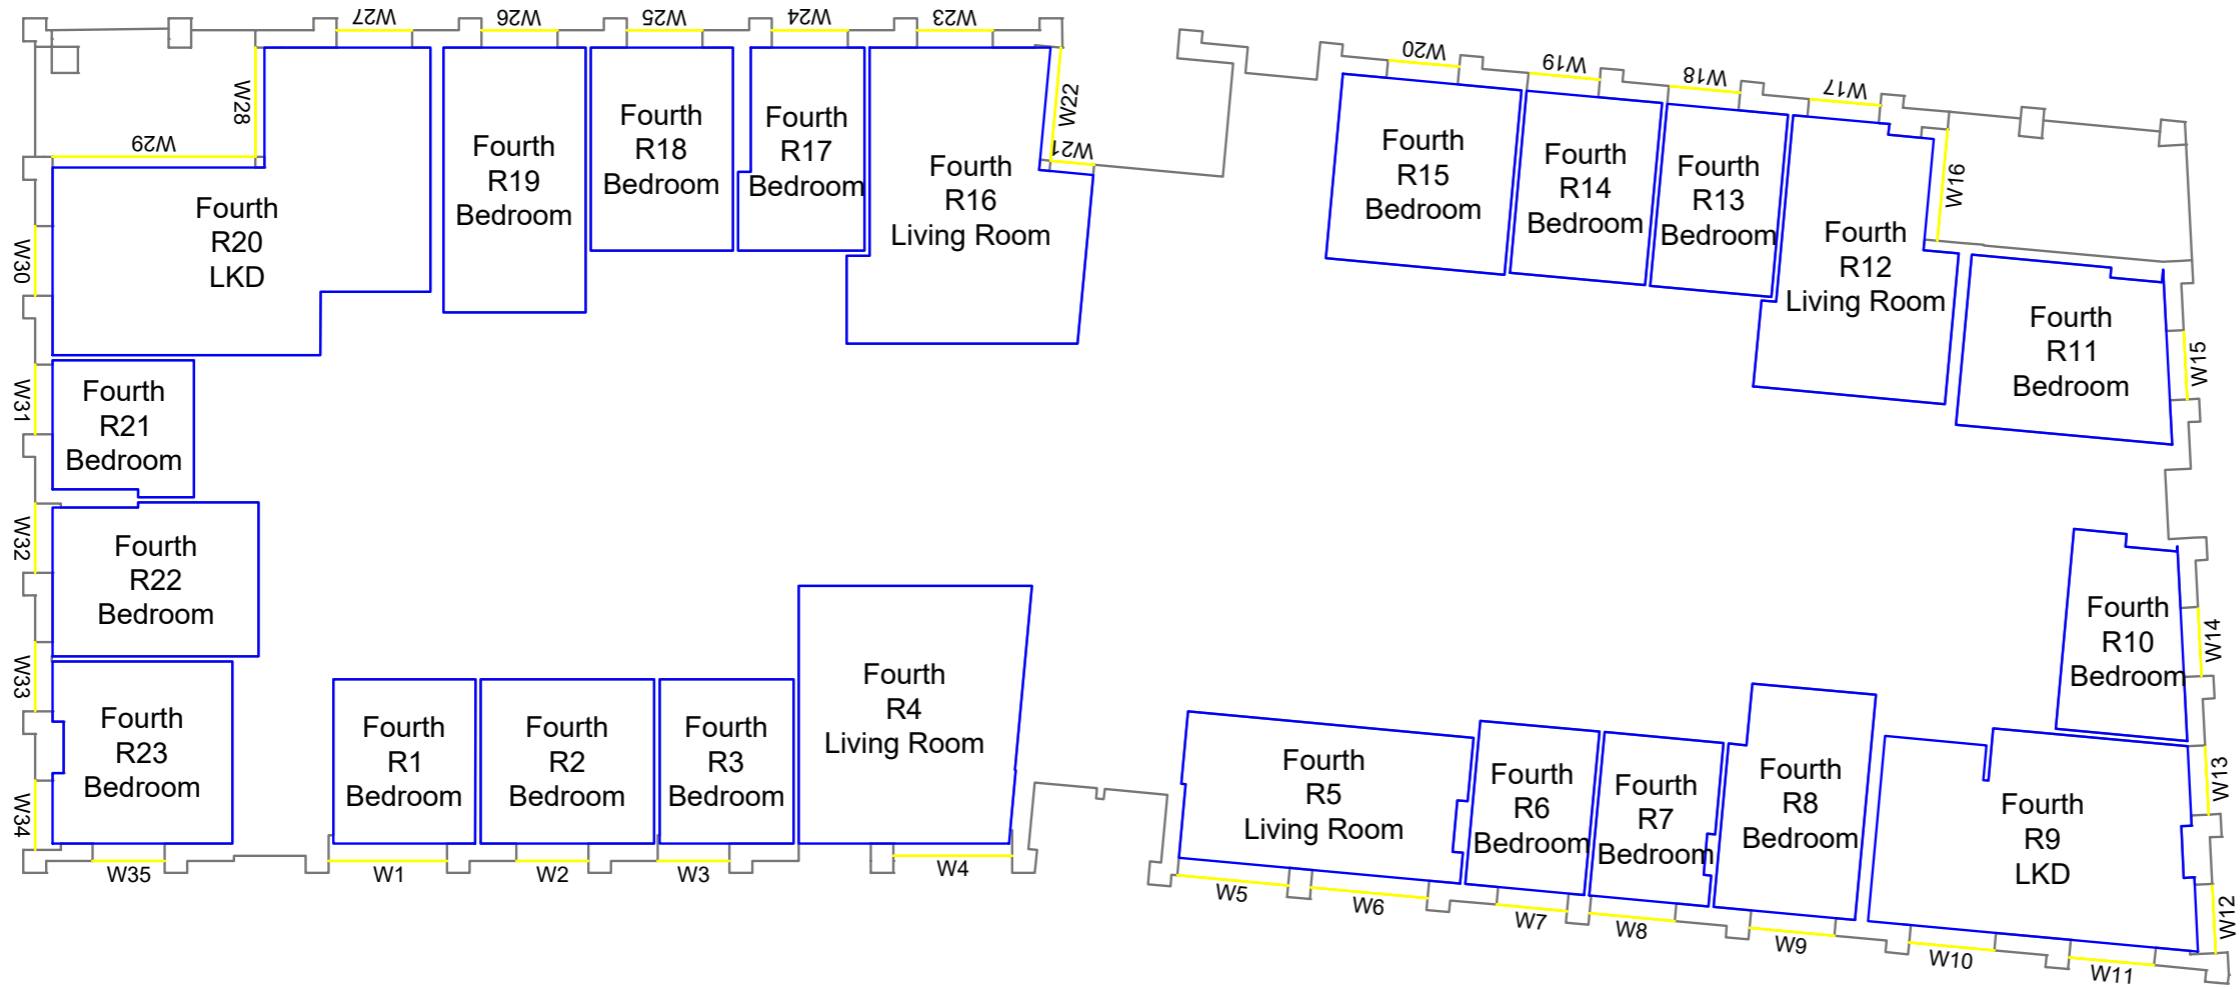 W27
W26
W25
W24
W23
W28
W29
W22
W21
W20
W19
W18
W17
W16
W15
W30
W31
W32
W33
W34
W35
W1
W2
W3
W4
W5
W6
W7
W8
W9
W10
W11
W12
W13
W14
Fourth
R20
LKD
Fourth
R19
Bedroom
Fourth
R18
Bedroom
Fourth
R17
Bedroom
Fourth
R16
Living Room
Fourth
R15
Bedroom
Fourth
R14
Bedroom
Fourth
R13
Bedroom
Fourth
R12
Living Room
Fourth
R11
Bedroom
Fourth
R21
Bedroom
Fourth
R22
Bedroom
Fourth
R23
Bedroom
Fourth
R1
Bedroom
Fourth
R2
Bedroom
Fourth
R3
Bedroom
Fourth
R4
Living Room
Fourth
R5
Living Room
Fourth
R6
Bedroom
Fourth
R7
Bedroom
Fourth
R8
Bedroom
Fourth
R9
LKD
Fourth
R10
Bedroom